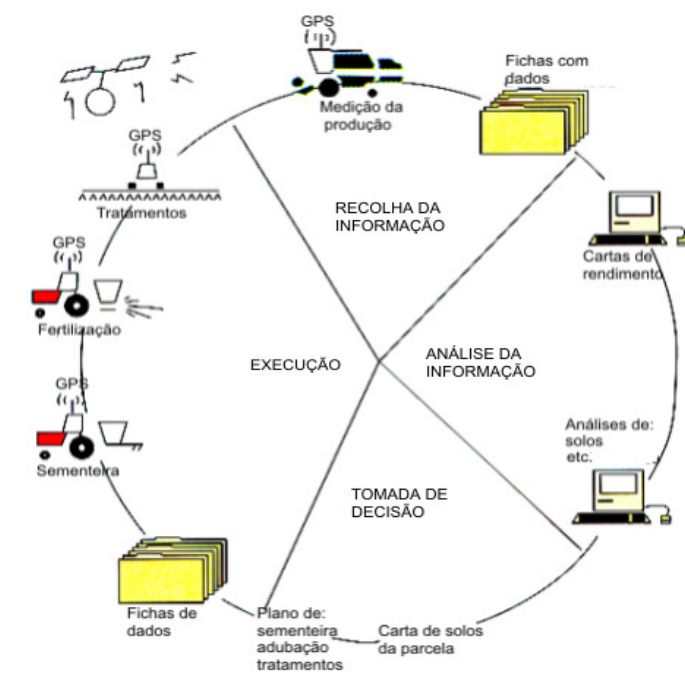 GPS
Medição da
produção
Fichas com
dados
GPS
Tratamentos
RECOLHA DA
INFORMAÇÃO
Cartas de
rendimento
GPS
Fertilização
EXECUÇÃO
ANÁLISE DA
INFORMAÇÃO
GPS
Sementeira
Análises de:
solos
etc.
TOMADA DE
DECISÃO
Fichas de
dados
Plano de:
sementeira
adubação
tratamentos
Carta de solos
da parcela